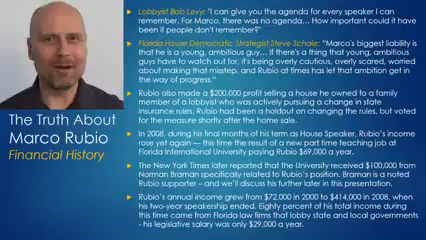 Lobbyist Bob Levy: "I can give you the agenda for every speaker I can
remember. For Marco, there was no agenda… How important could it have
been if people don't remember?"
Florida House Democratic Strategist Steve Schale: "Marco's biggest liability is
that he is a young, ambitious guy… If there's a thing that young, ambitious
guys have to watch out for, it's being overly cautious, overly scared, worried
about making that misstep, and Rubio at times has let that ambition get in
the way of progress."
Rubio also made a $200,000 profit selling a house he owned to a family
member of a lobbyist who was actively pursuing a change in state
insurance rules. Rubio had been a holdout on changing the rules, but voted
for the measure shortly after the home sale.
In 2008, during his final months of his term as House Speaker, Rubio's income
rose yet again — this time the result of a new part time teaching job at
Florida International University paying Rubio $69,000 a year.
The New York Times later reported that the University received $100,000 from
Norman Braman specifically related to Rubio's position. Braman is a noted
Rubio supporter – and we'll discuss his further later in this presentation.
Rubio's annual income grew from $72,000 in 2000 to $414,000 in 2008, when
his two-year speakership ended. Eighty percent of his total income during
this time came from Florida law firms that lobby state and local governments
- his legislative salary was only $29,000 a year.
The Truth About
Marco Rubio
Financial History